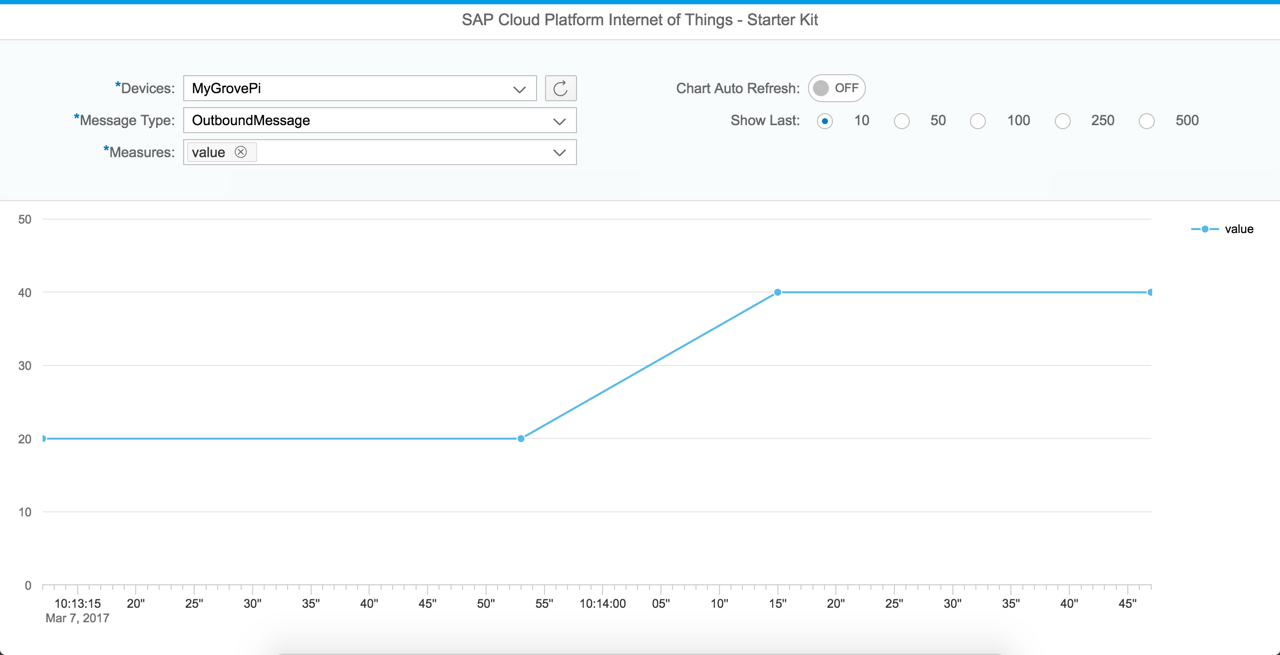 SAP Cloud Platform Internet of Things - Starter Kit
*Devices: MyGrovePi
Chart Auto Refresh: OFF
*Message Type: OutboundMessage
Show Last: 10 50 100 250 500
*Measures: value
value
50
40
30
20
10
0
10:13:15 20" 25" 30" 35" 40" 45" 50" 55" 10:14:00 05" 10" 15" 20" 25" 30" 35" 40" 45"
Mar 7, 2017